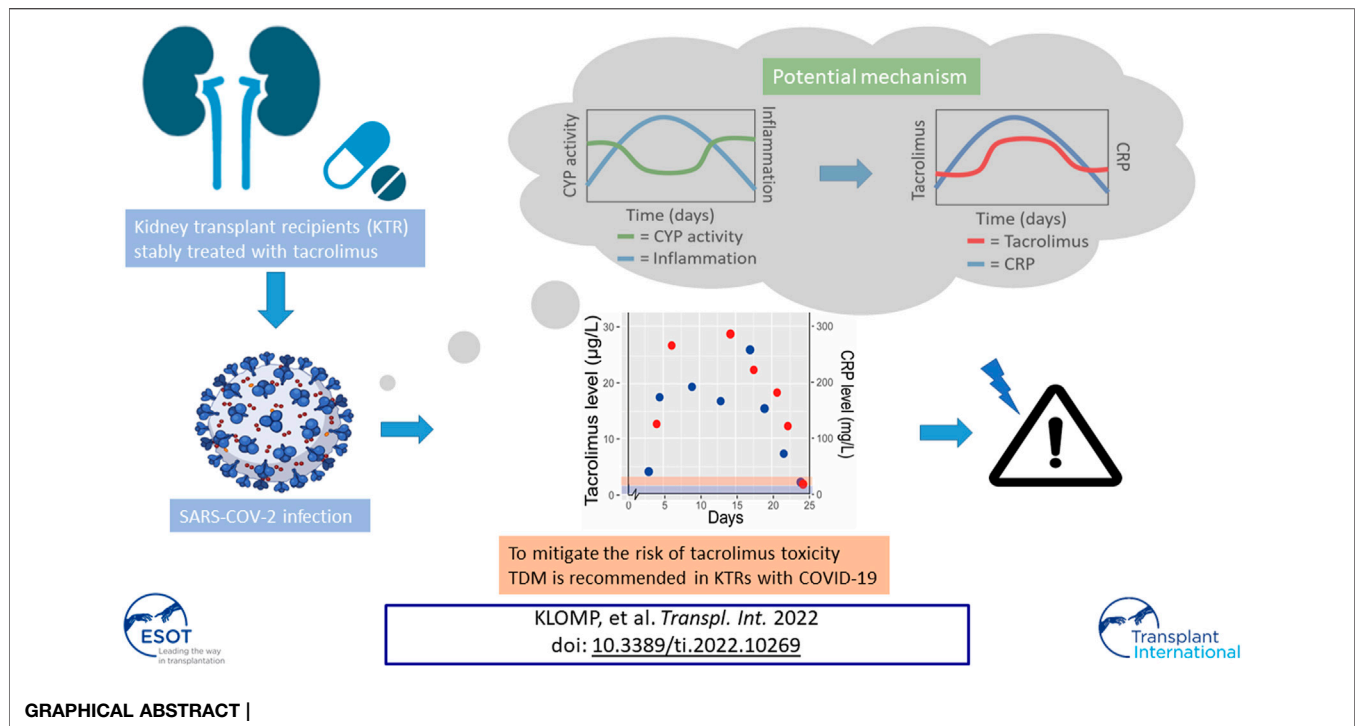 Potential mechanism
CYP activity
Inflammation
Time (days)
= CYP activity
= Inflammation
Tacrolimus
CRP
Time (days)
= Tacrolimus
= CRP
Kidney transplant recipients (KTR)
stably treated with tacrolimus
SARS-COV-2 infection
Tacrolimus level (µg/L)
30
20
10
0
CRP level (mg/L)
300
200
100
0
0 5 10 15 20 25
Days
To mitigate the risk of tacrolimus toxicity
TDM is recommended in KTRs with COVID-19
ESOT
Leading the way
in transplantation
KLOMP, et al. Transpl. Int. 2022
doi: 10.3389/ti.2022.10269
Transplant
International
GRAPHICAL ABSTRACT |